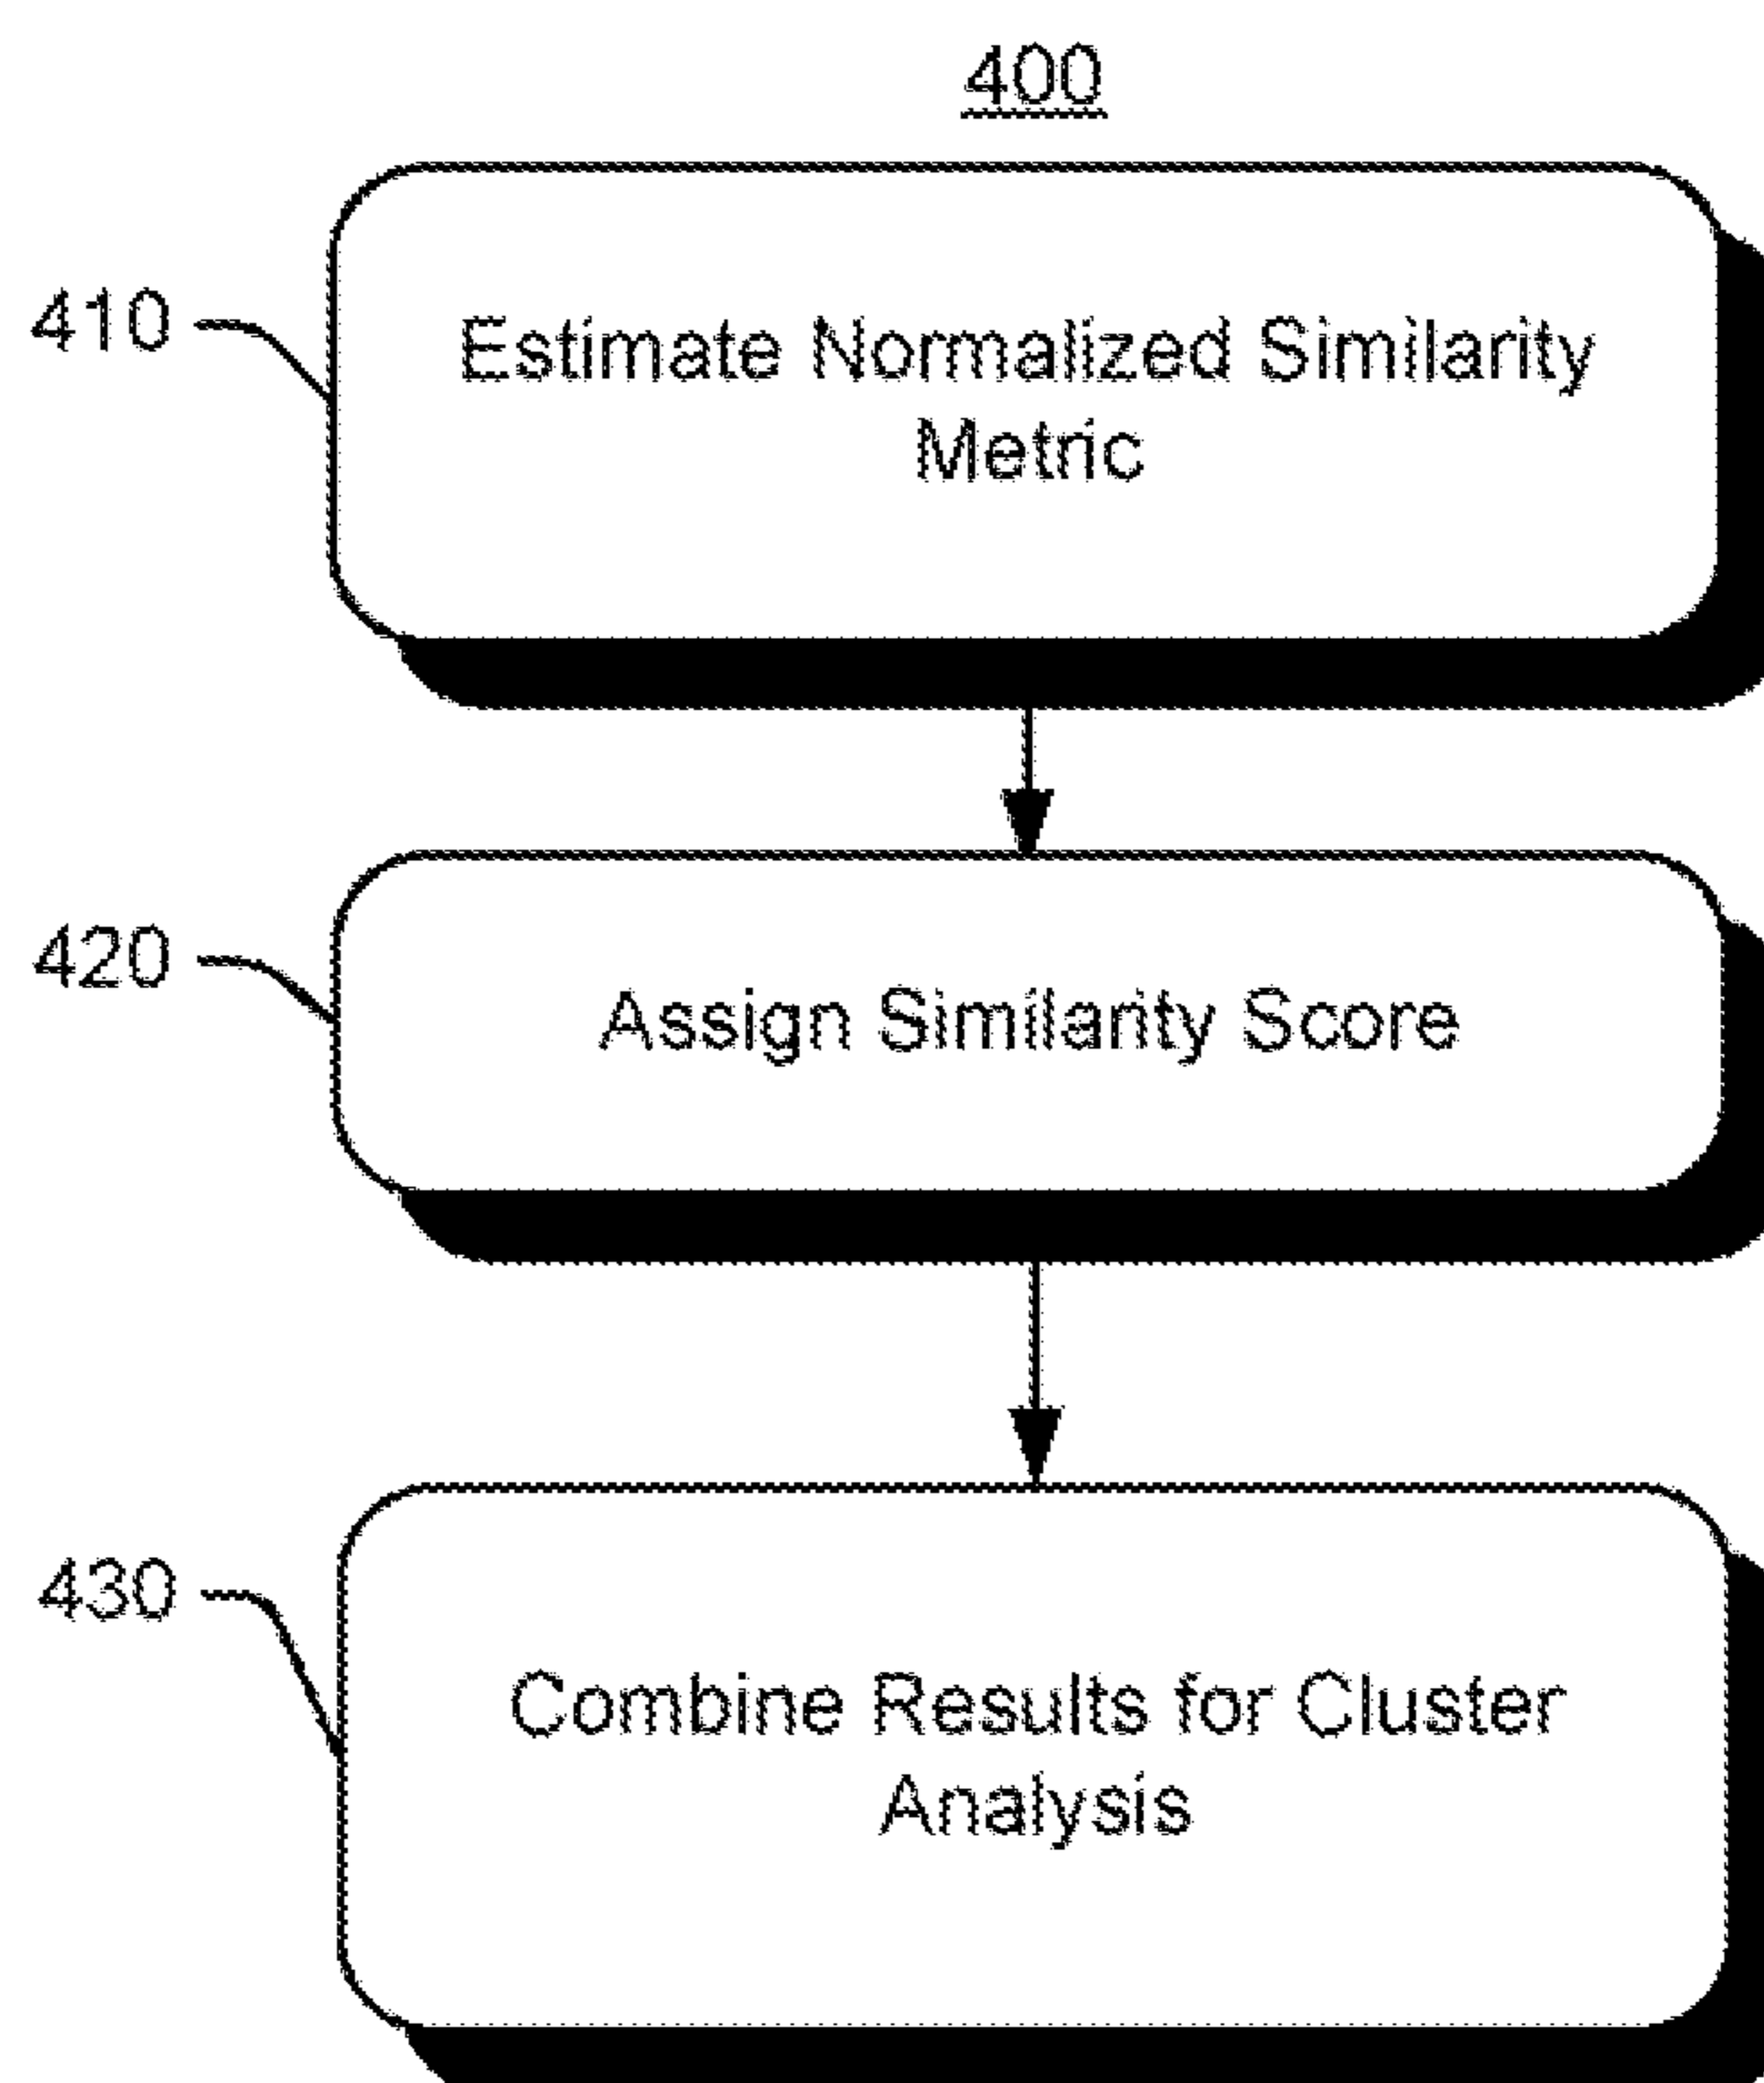 400
410
Estimate Normalized Similarity
Metric
420
Assign Similarity Score
430
Combine Results for Cluster
Analysis